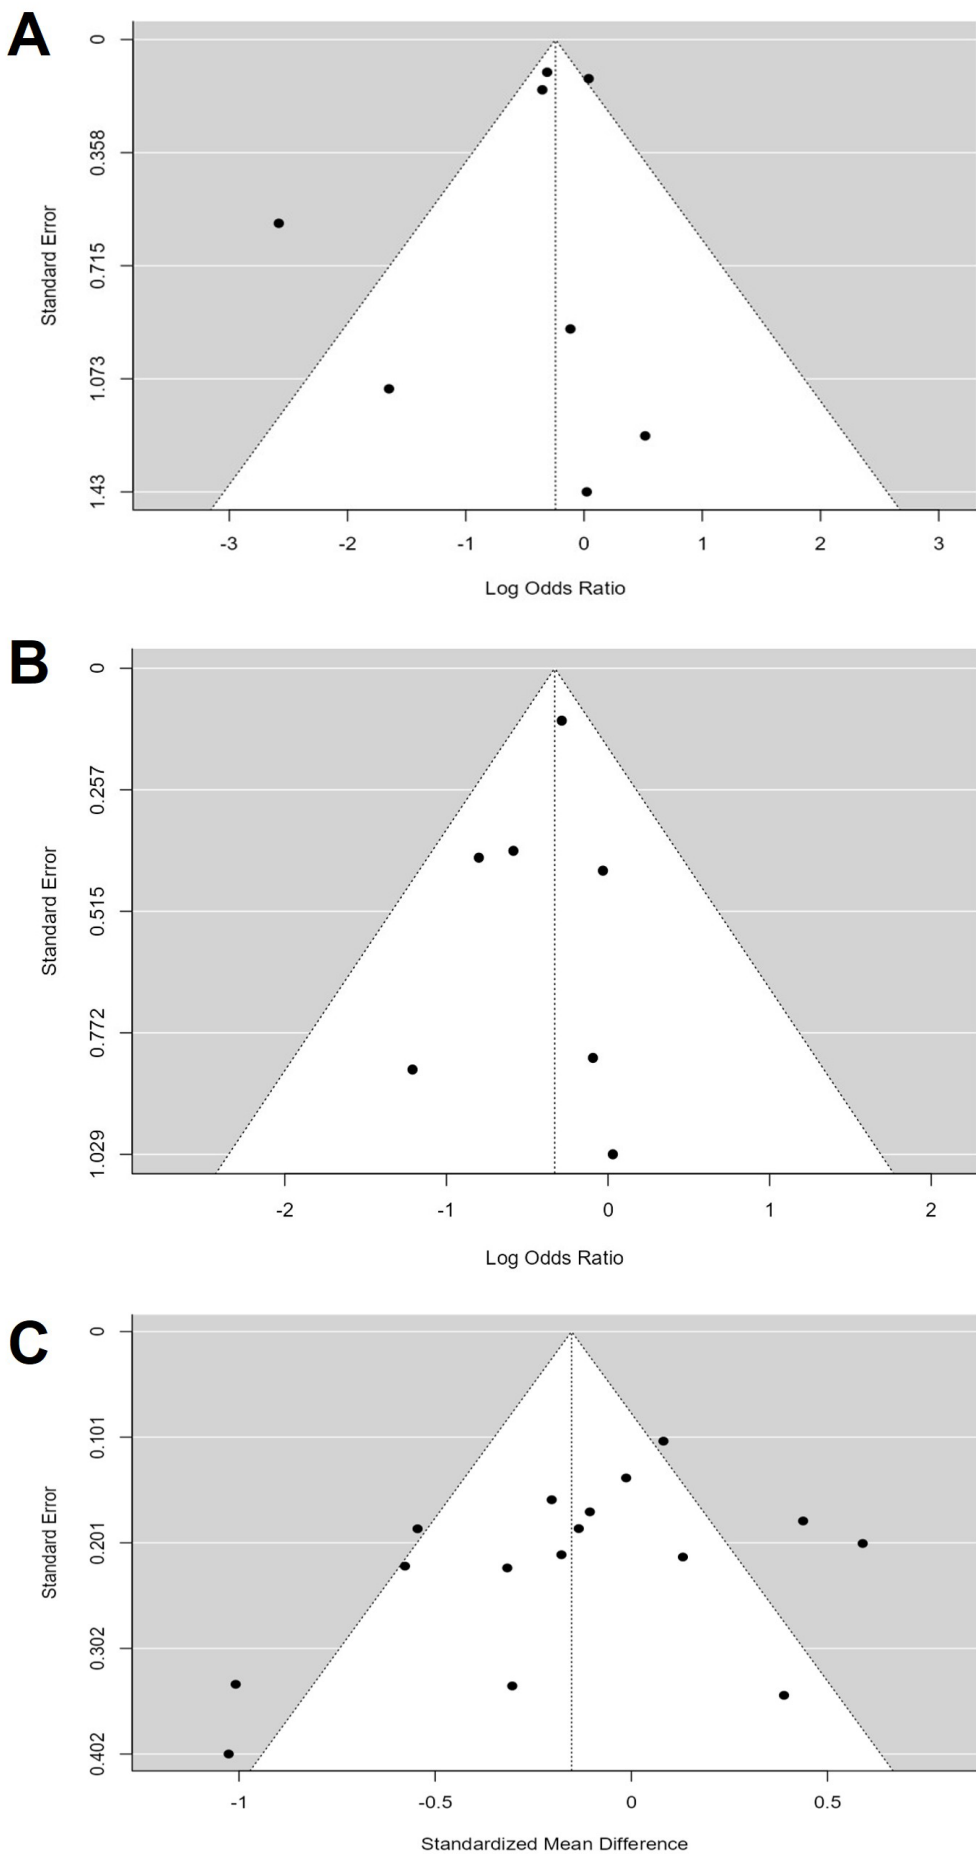 A
0
0.358
0.715
1.073
1.43
Standard Error
-3 -2 -1 0 1 2 3
Log Odds Ratio
B
0
0.257
0.515
0.772
1.029
Standard Error
-2 -1 0 1 2
Log Odds Ratio
C
0
0.101
0.201
0.302
0.402
Standard Error
-1 -0.5 0 0.5
Standardized Mean Difference